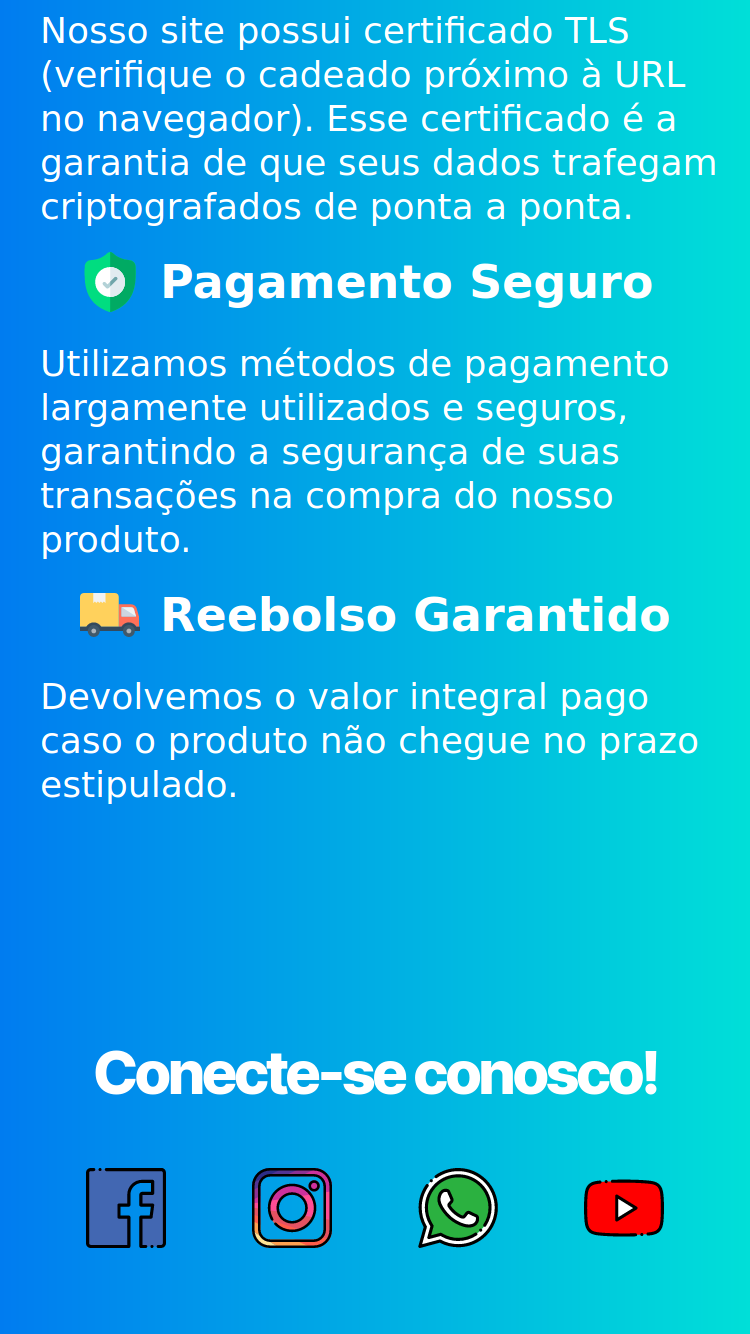 Nosso site possui certificado TLS
(verifique o cadeado próximo à URL
no navegador). Esse certificado é a
garantia de que seus dados trafegam
criptografados de ponta a ponta.
Pagamento Seguro
Utilizamos métodos de pagamento
largamente utilizados e seguros,
garantindo a segurança de suas
transações na compra do nosso
produto.
Reebolso Garantido
Devolvemos o valor integral pago
caso o produto não chegue no prazo
estipulado.
Conecte-se conosco!